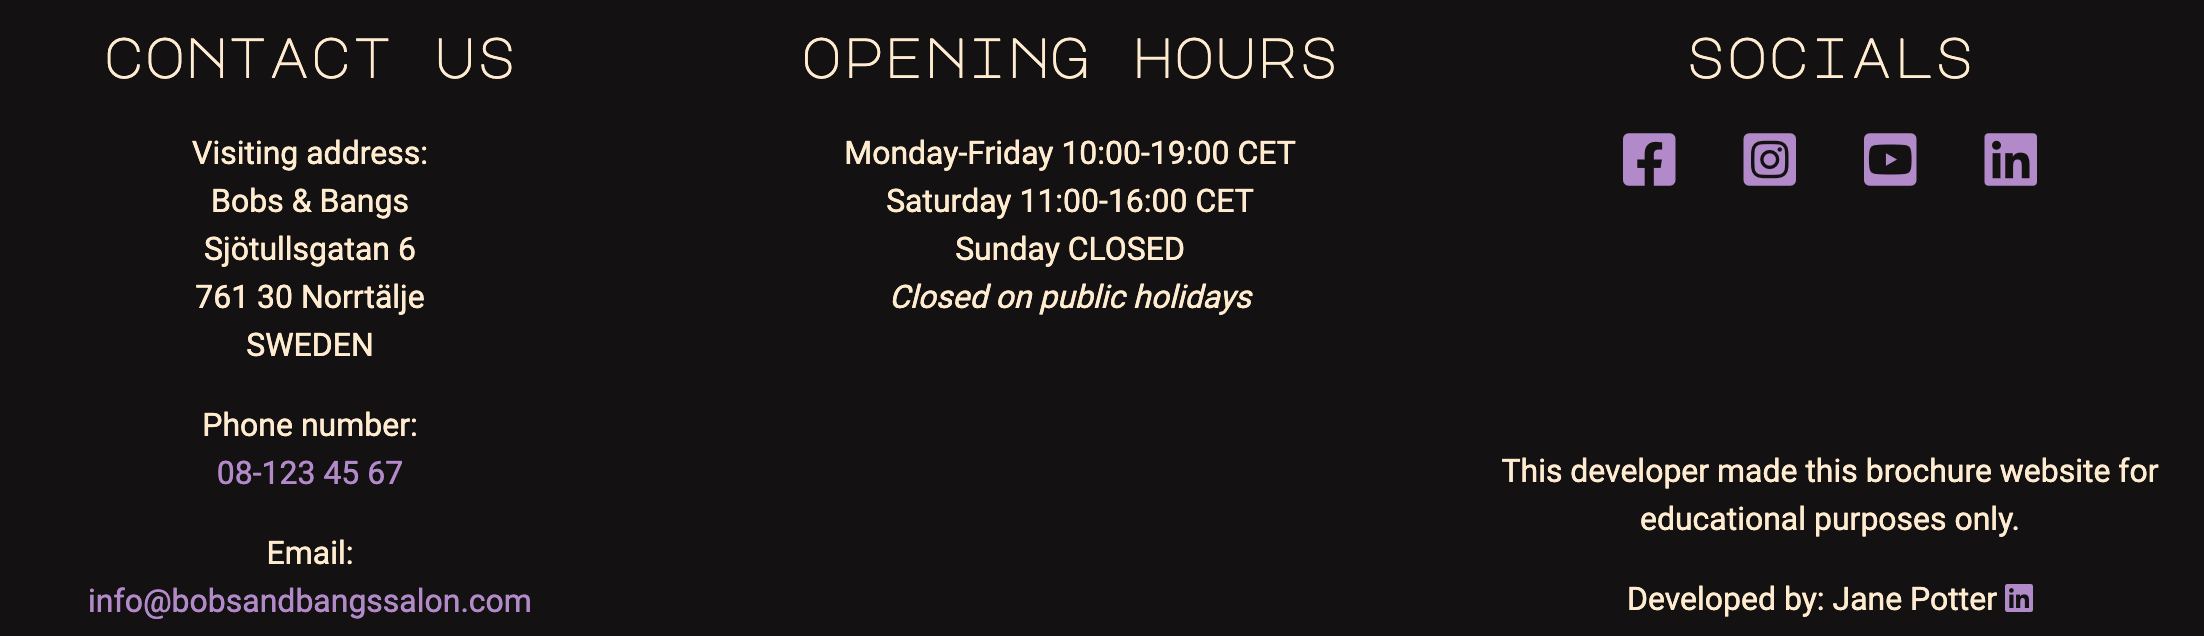 CONTACT US
Visiting address:
Bobs & Bangs
Sjötullsgatan 6
761 30 Norrtälje
SWEDEN
Phone number:
08-123 45 67
Email:
info@bobsandbangssalon.com
OPENING HOURS
Monday-Friday 10:00-19:00 CET
Saturday 11:00-16:00 CET
Sunday CLOSED
Closed on public holidays
SOCIALS
This developer made this brochure website for
educational purposes only.
Developed by: Jane Potter